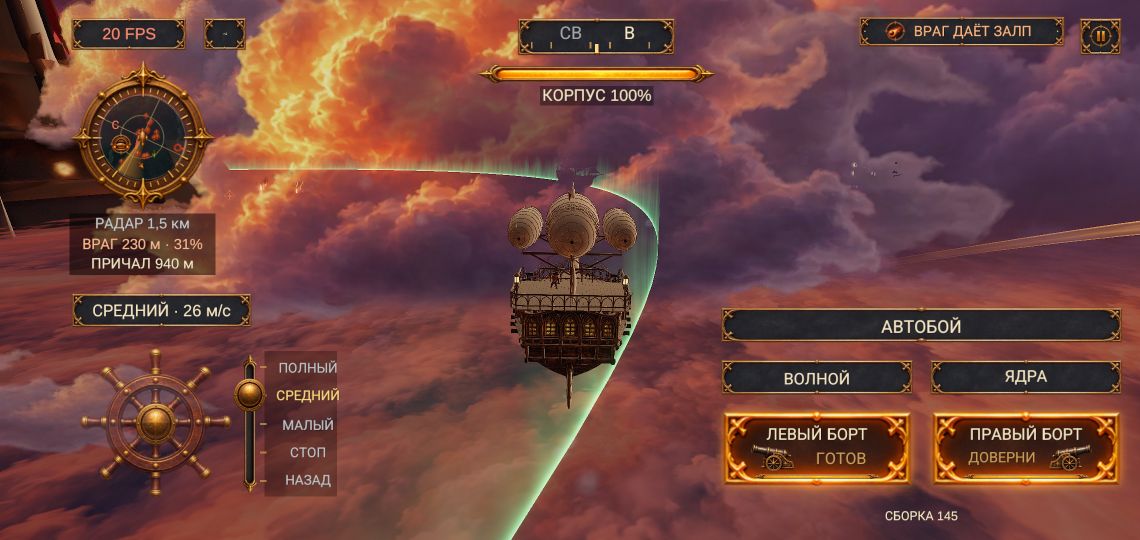 20 FPS
~
СВ В
ВРАГ ДАЁТ ЗАЛП
КОРПУС 100%
С
РАДАР 1,5 км
ВРАГ 230 м · 31%
ПРИЧАЛ 940 м
СРЕДНИЙ · 26 м/с
ПОЛНЫЙ
СРЕДНИЙ
МАЛЫЙ
СТОП
НАЗАД
АВТОБОЙ
ВОЛНОЙ
ЯДРА
ЛЕВЫЙ БОРТ
ГОТОВ
ПРАВЫЙ БОРТ
ДОВЕРНИ
СБОРКА 145